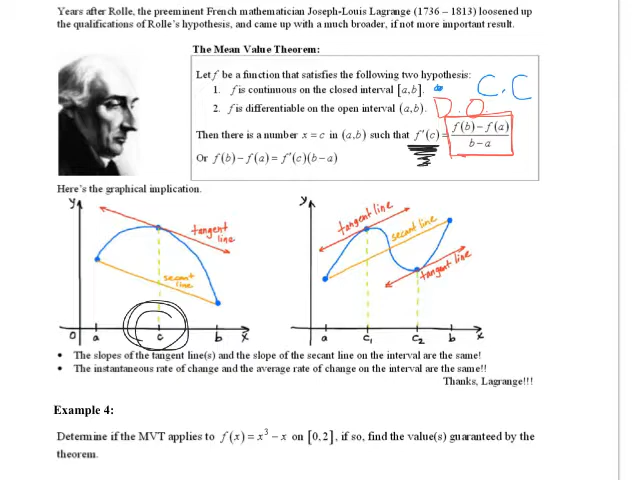 Years after Rolle, the preeminent French mathematician Joseph-Louis Lagrange (1736 – 1813) loosened up
the qualifications of Rolle's hypothesis, and came up with a much broader, if not more important result.
The Mean Value Theorem:
Let f be a function that satisfies the following two hypothesis:
1. f is continuous on the closed interval [a,b]. C.C
2. f is differentiable on the open interval (a,b). D.O.
Then there is a number x = c in (a,b) such that f'(c) = (f(b) − f(a))/(b − a)
Or f(b) − f(a) = f'(c)(b − a)
Here's the graphical implication.
y
tangent line
secant line
0 a c b x
y
tangent line
secant line
tangent line
a c₁ c₂ b x
• The slopes of the tangent line(s) and the slope of the secant line on the interval are the same!
• The instantaneous rate of change and the average rate of change on the interval are the same!!
Thanks, Lagrange!!!
Example 4:
Determine if the MVT applies to f(x) = x³ − x on [0,2], if so, find the value(s) guaranteed by the
theorem.